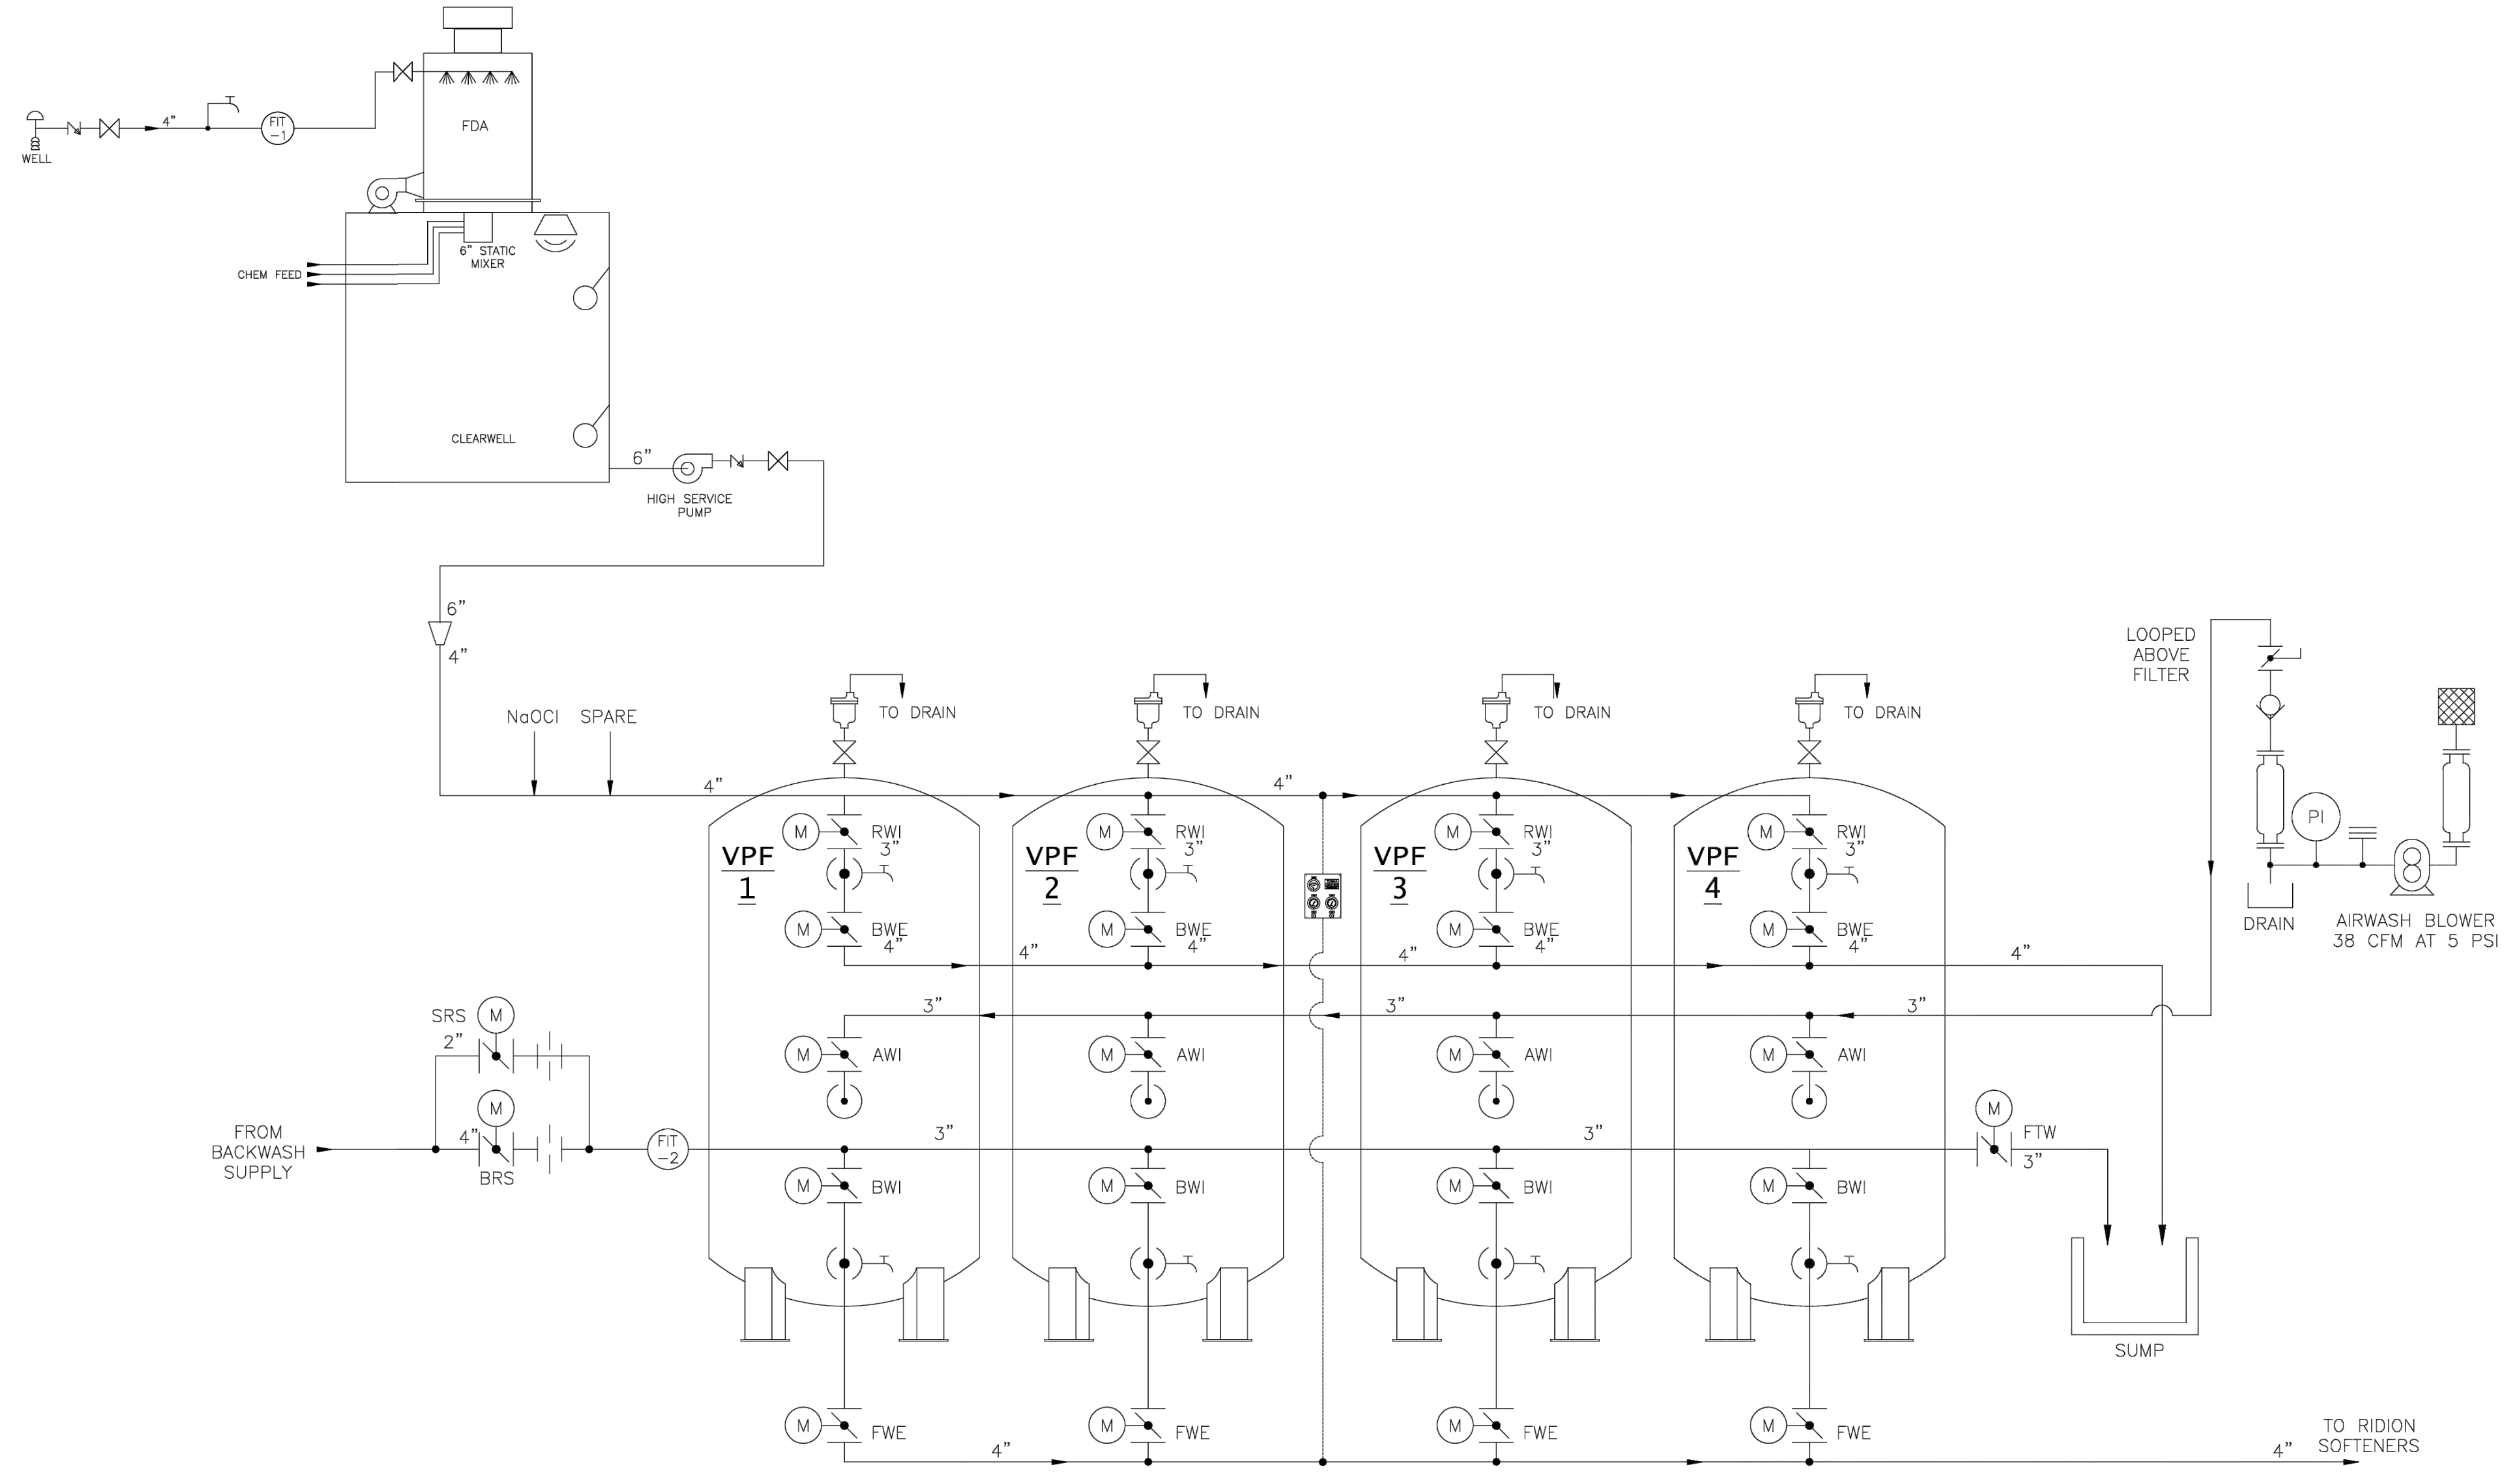 FDA
4"
FIT
-1
WELL
6" STATIC
MIXER
CHEM FEED
CLEARWELL
6"
HIGH SERVICE
PUMP
6"
4"
NaOCl
SPARE
4"
4"
TO DRAIN
TO DRAIN
TO DRAIN
TO DRAIN
LOOPED
ABOVE
FILTER
VPF
1
M
RWI
3"
M
BWE
4"
VPF
2
M
RWI
3"
M
BWE
4"
VPF
3
M
RWI
3"
M
BWE
4"
VPF
4
M
RWI
3"
M
BWE
4"
PI
DRAIN
AIRWASH BLOWER
38 CFM AT 5 PSI
4"
4"
4"
3"
3"
3"
M
AWI
M
AWI
M
AWI
M
AWI
SRS
M
2"
M
4"
BRS
FROM
BACKWASH
SUPPLY
FIT
-2
3"
3"
M
FTW
3"
M
BWI
M
BWI
M
BWI
M
BWI
SUMP
M
FWE
M
FWE
M
FWE
M
FWE
4"
4"
TO RIDION
SOFTENERS